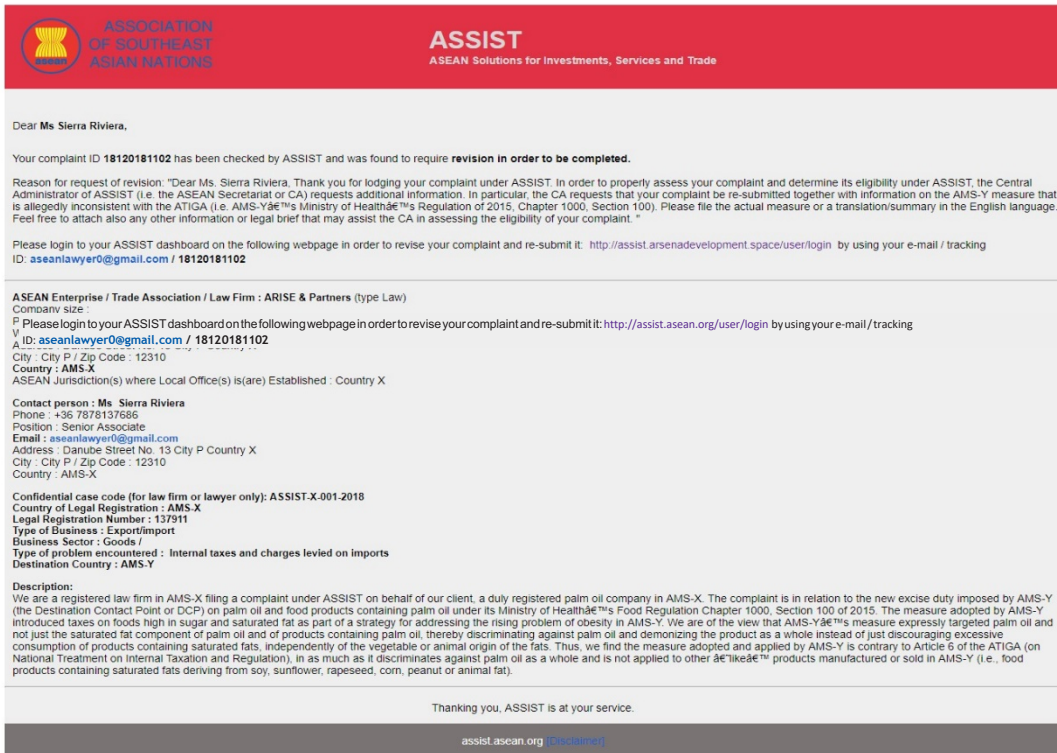 ASSOCIATION
OF SOUTHEAST
ASIAN NATIONS
asean
ASSIST
ASEAN Solutions for Investments, Services and Trade
Dear Ms Sierra Riviera,
Your complaint ID 18120181102 has been checked by ASSIST and was found to require revision in order to be completed.
Reason for request of revision: "Dear Ms. Sierra Riviera, Thank you for lodging your complaint under ASSIST. In order to properly assess your complaint and determine its eligibility under ASSIST, the Central
Administrator of ASSIST (i.e. the ASEAN Secretariat or CA) requests additional information. In particular, the CA requests that your complaint be re-submitted together with information on the AMS-Y measure that
is allegedly inconsistent with the ATIGA (i.e. AMS-Yâ€™s Ministry of Healthâ€™s Regulation of 2015, Chapter 1000, Section 100). Please file the actual measure or a translation/summary in the English language.
Feel free to attach also any other information or legal brief that may assist the CA in assessing the eligibility of your complaint. "
Please login to your ASSIST dashboard on the following webpage in order to revise your complaint and re-submit it: http://assist.arsenadevelopment.space/user/login by using your e-mail / tracking
ID: aseanlawyer0@gmail.com / 18120181102
ASEAN Enterprise / Trade Association / Law Firm : ARISE & Partners (type Law)
Company size :
Please login to your ASSIST dashboard on the following webpage in order to revise your complaint and re-submit it: http://assist.asean.org/user/login by using your e-mail / tracking
ID: aseanlawyer0@gmail.com / 18120181102
City : City P / Zip Code : 12310
Country : AMS-X
ASEAN Jurisdiction(s) where Local Office(s) is(are) Established : Country X
Contact person : Ms Sierra Riviera
Phone : +36 7878137686
Position : Senior Associate
Email : aseanlawyer0@gmail.com
Address : Danube Street No. 13 City P Country X
City : City P / Zip Code : 12310
Country : AMS-X
Confidential case code (for law firm or lawyer only): ASSIST-X-001-2018
Country of Legal Registration : AMS-X
Legal Registration Number : 137911
Type of Business : Export/import
Business Sector : Goods /
Type of problem encountered : Internal taxes and charges levied on imports
Destination Country : AMS-Y
Description:
We are a registered law firm in AMS-X filing a complaint under ASSIST on behalf of our client, a duly registered palm oil company in AMS-X. The complaint is in relation to the new excise duty imposed by AMS-Y
(the Destination Contact Point or DCP) on palm oil and food products containing palm oil under its Ministry of Healthâ€™s Food Regulation Chapter 1000, Section 100 of 2015. The measure adopted by AMS-Y
introduced taxes on foods high in sugar and saturated fat as part of a strategy for addressing the rising problem of obesity in AMS-Y. We are of the view that AMS-Yâ€™s measure expressly targeted palm oil and
not just the saturated fat component of palm oil and of products containing palm oil, thereby discriminating against palm oil and demonizing the product as a whole instead of just discouraging excessive
consumption of products containing saturated fats, independently of the vegetable or animal origin of the fats. Thus, we find the measure adopted and applied by AMS-Y is contrary to Article 6 of the ATIGA (on
National Treatment on Internal Taxation and Regulation), in as much as it discriminates against palm oil as a whole and is not applied to other â€˜likeâ€™ products manufactured or sold in AMS-Y (i.e., food
products containing saturated fats deriving from soy, sunflower, rapeseed, corn, peanut or animal fat).
Thanking you, ASSIST is at your service.
assist.asean.org [Disclaimer]